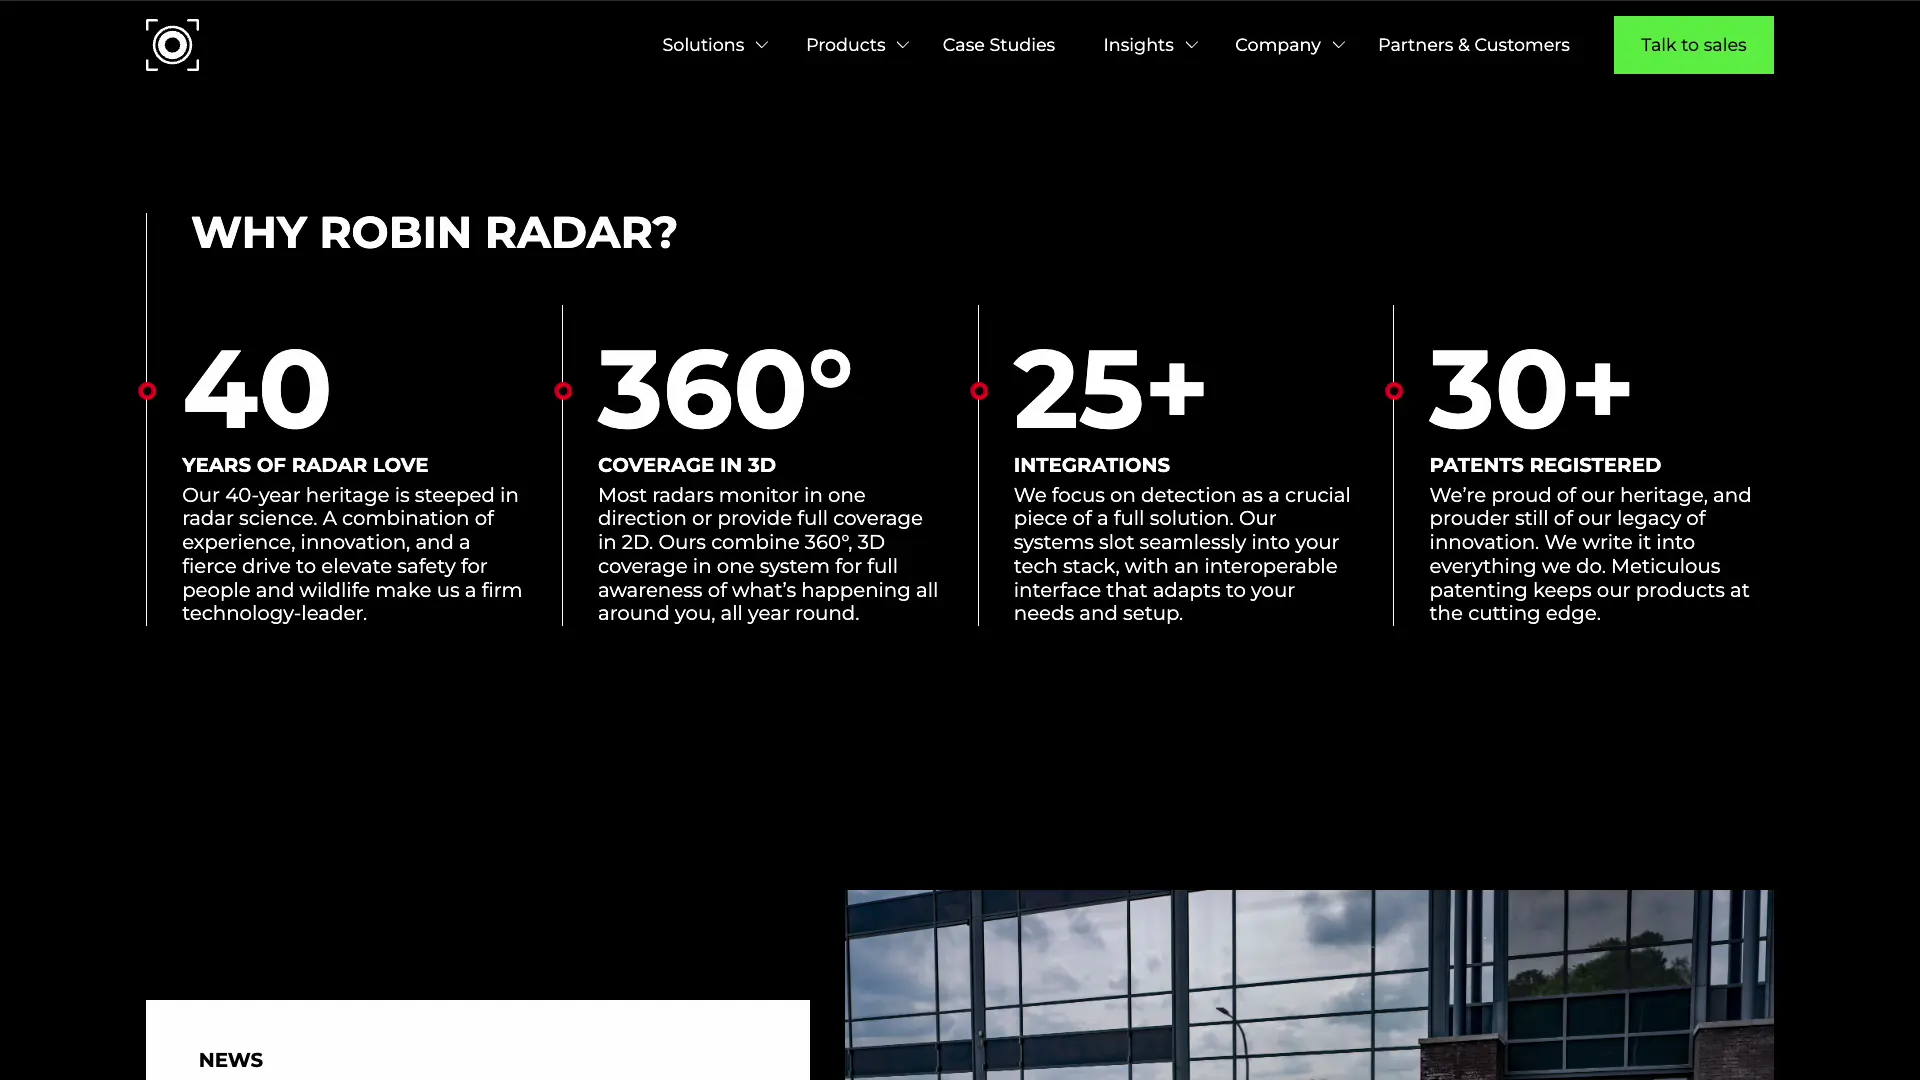 Solutions
Products
Case Studies
Insights
Company
Partners & Customers
Talk to sales
WHY ROBIN RADAR?
40
YEARS OF RADAR LOVE
Our 40-year heritage is steeped in
radar science. A combination of
experience, innovation, and a
fierce drive to elevate safety for
people and wildlife make us a firm
technology-leader.
360°
COVERAGE IN 3D
Most radars monitor in one
direction or provide full coverage
in 2D. Ours combine 360°, 3D
coverage in one system for full
awareness of what’s happening all
around you, all year round.
25+
INTEGRATIONS
We focus on detection as a crucial
piece of a full solution. Our
systems slot seamlessly into your
tech stack, with an interoperable
interface that adapts to your
needs and setup.
30+
PATENTS REGISTERED
We’re proud of our heritage, and
prouder still of our legacy of
innovation. We write it into
everything we do. Meticulous
patenting keeps our products at
the cutting edge.
NEWS